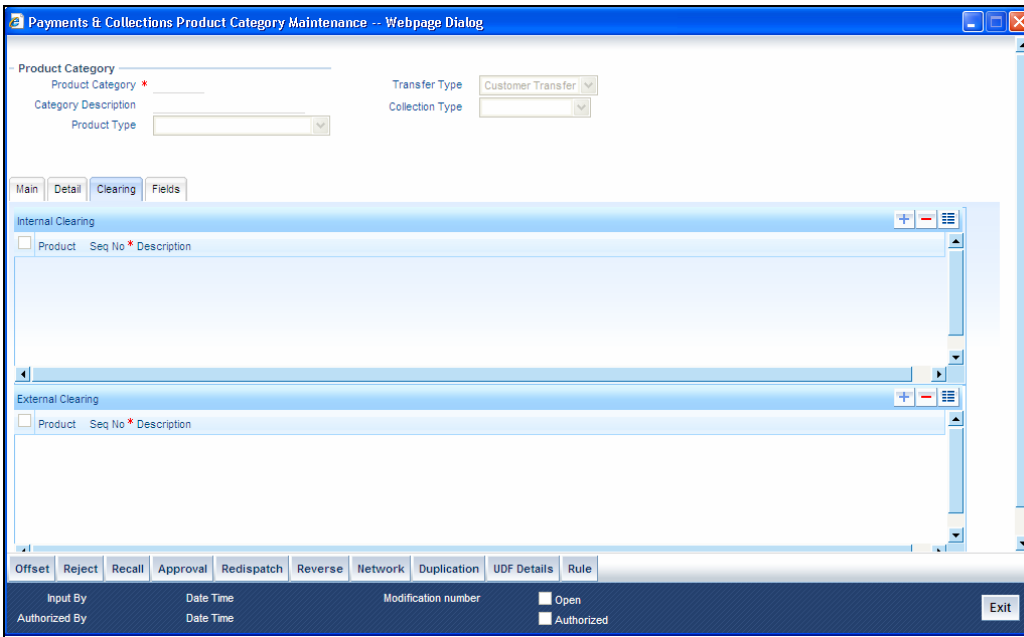 Payments & Collections Product Category Maintenance -- Webpage Dialog
Product Category
Product Category *
Transfer Type Customer Transfer
Category Description
Collection Type
Product Type
Main Detail Clearing Fields
Internal Clearing
Product Seq No * Description
External Clearing
Product Seq No * Description
Offset Reject Recall Approval Redispatch Reverse Network Duplication UDF Details Rule
Input By Date Time Modification number Open
Authorized By Date Time Authorized
Exit